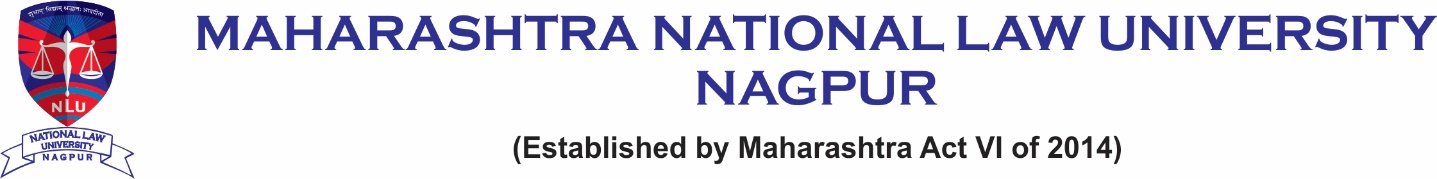 MAHARASHTRA NATIONAL LAW UNIVERSITY
NAGPUR
(Established by Maharashtra Act VI of 2014)
NLU
NATIONAL LAW
UNIVERSITY
NAGPUR